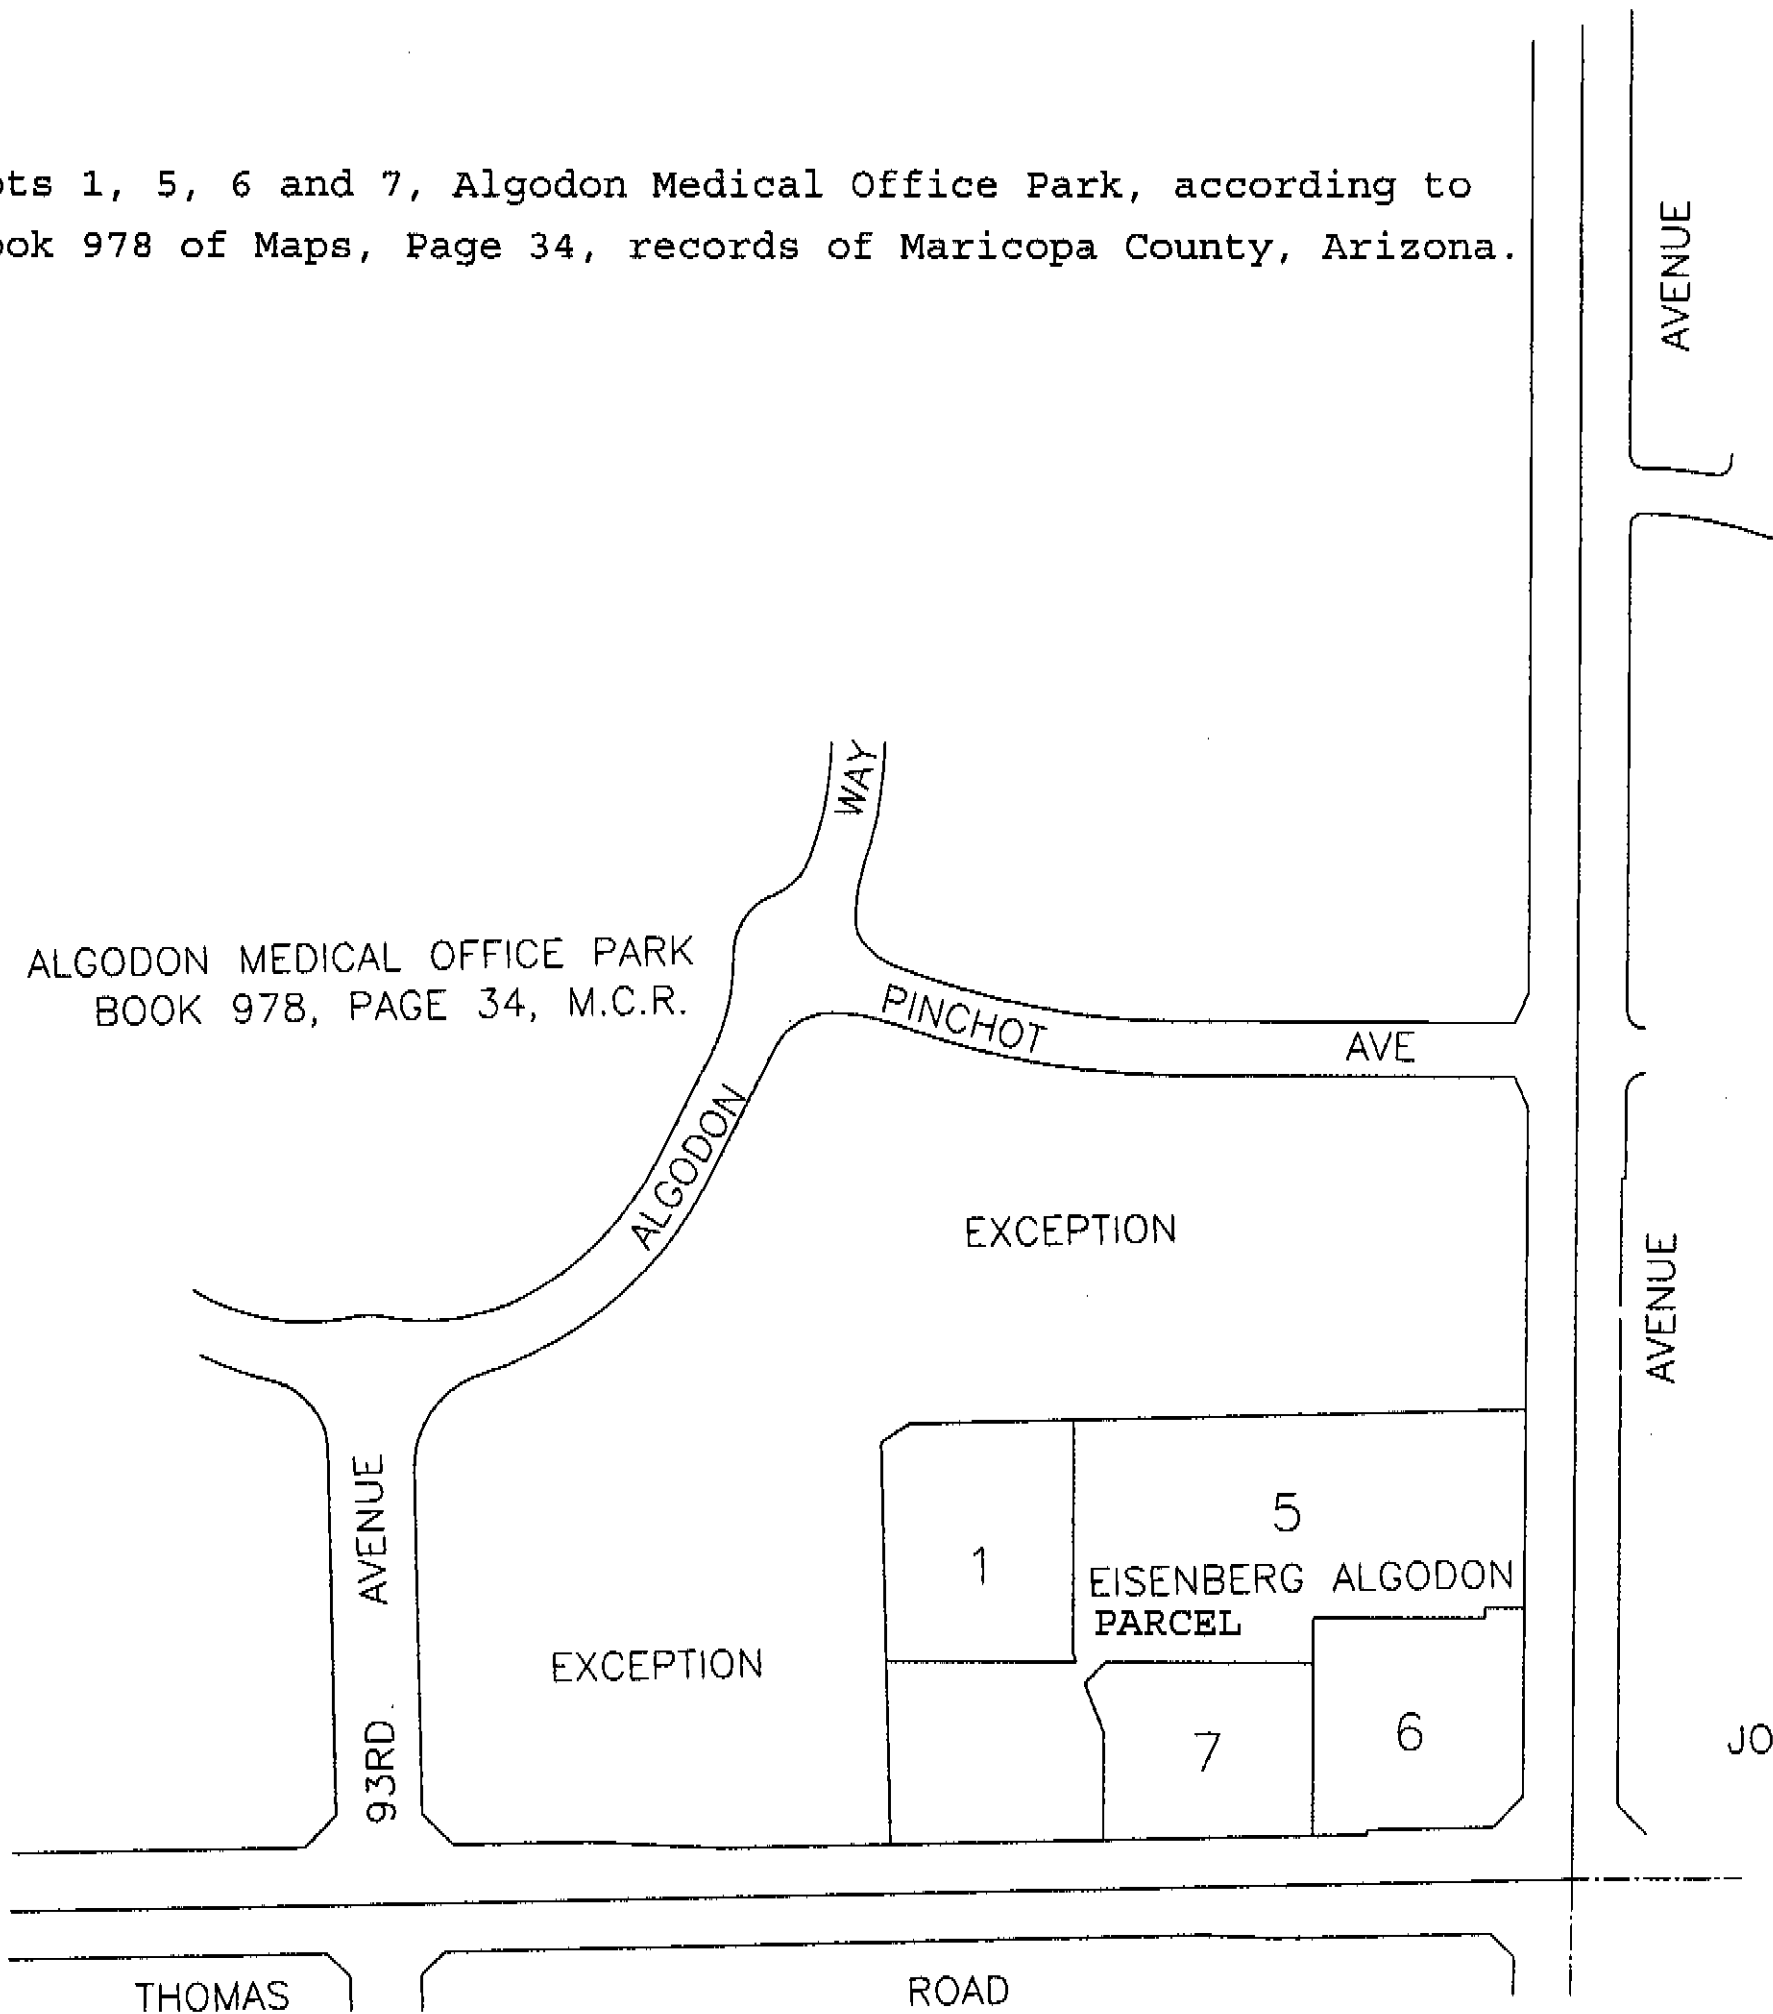 ots 1, 5, 6 and 7, Algodon Medical Office Park, according to
ook 978 of Maps, Page 34, records of Maricopa County, Arizona.
AVENUE
WAY
ALGODON MEDICAL OFFICE PARK
BOOK 978, PAGE 34, M.C.R.
PINCHOT
AVE
ALGODON
EXCEPTION
AVENUE
AVENUE
5
1
EISENBERG ALGODON
PARCEL
EXCEPTION
93RD.
7
6
JO
THOMAS
ROAD